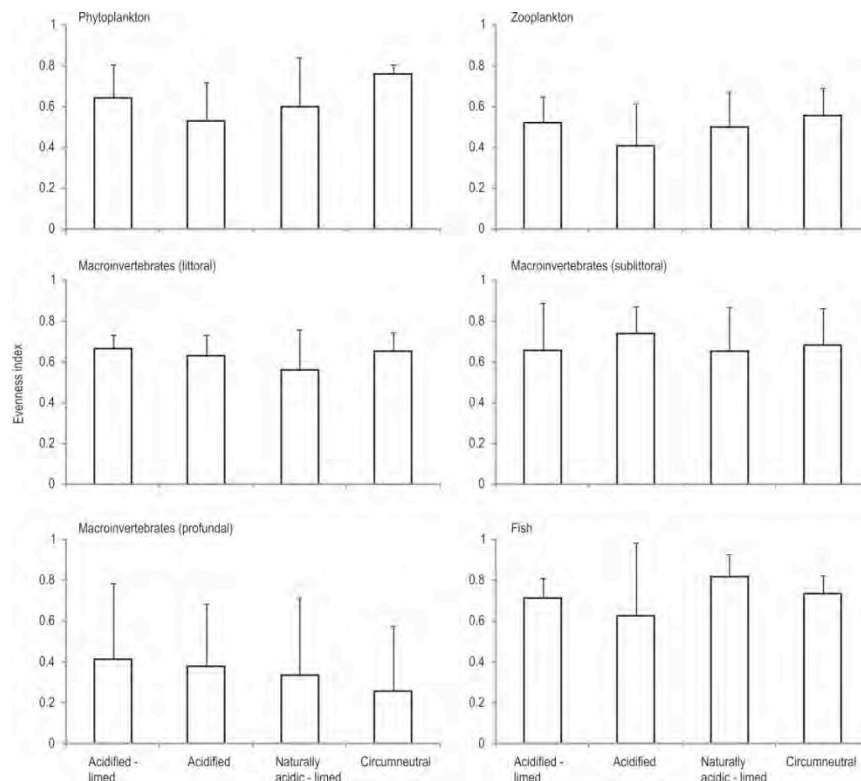 Phytoplankton
1
0.8
0.6
0.4
0.2
0
Zooplankton
1
0.8
0.6
0.4
0.2
0
Evenness index
Macroinvertebrates (littoral)
1
0.8
0.6
0.4
0.2
0
Macroinvertebrates (sublittoral)
1
0.8
0.6
0.4
0.2
0
Macroinvertebrates (profundal)
1
0.8
0.6
0.4
0.2
0
Acidified -
limed
Acidified
Naturally
acidic - limed
Circumneutral
Fish
1
0.8
0.6
0.4
0.2
0
Acidified -
limed
Acidified
Naturally
acidic - limed
Circumneutral